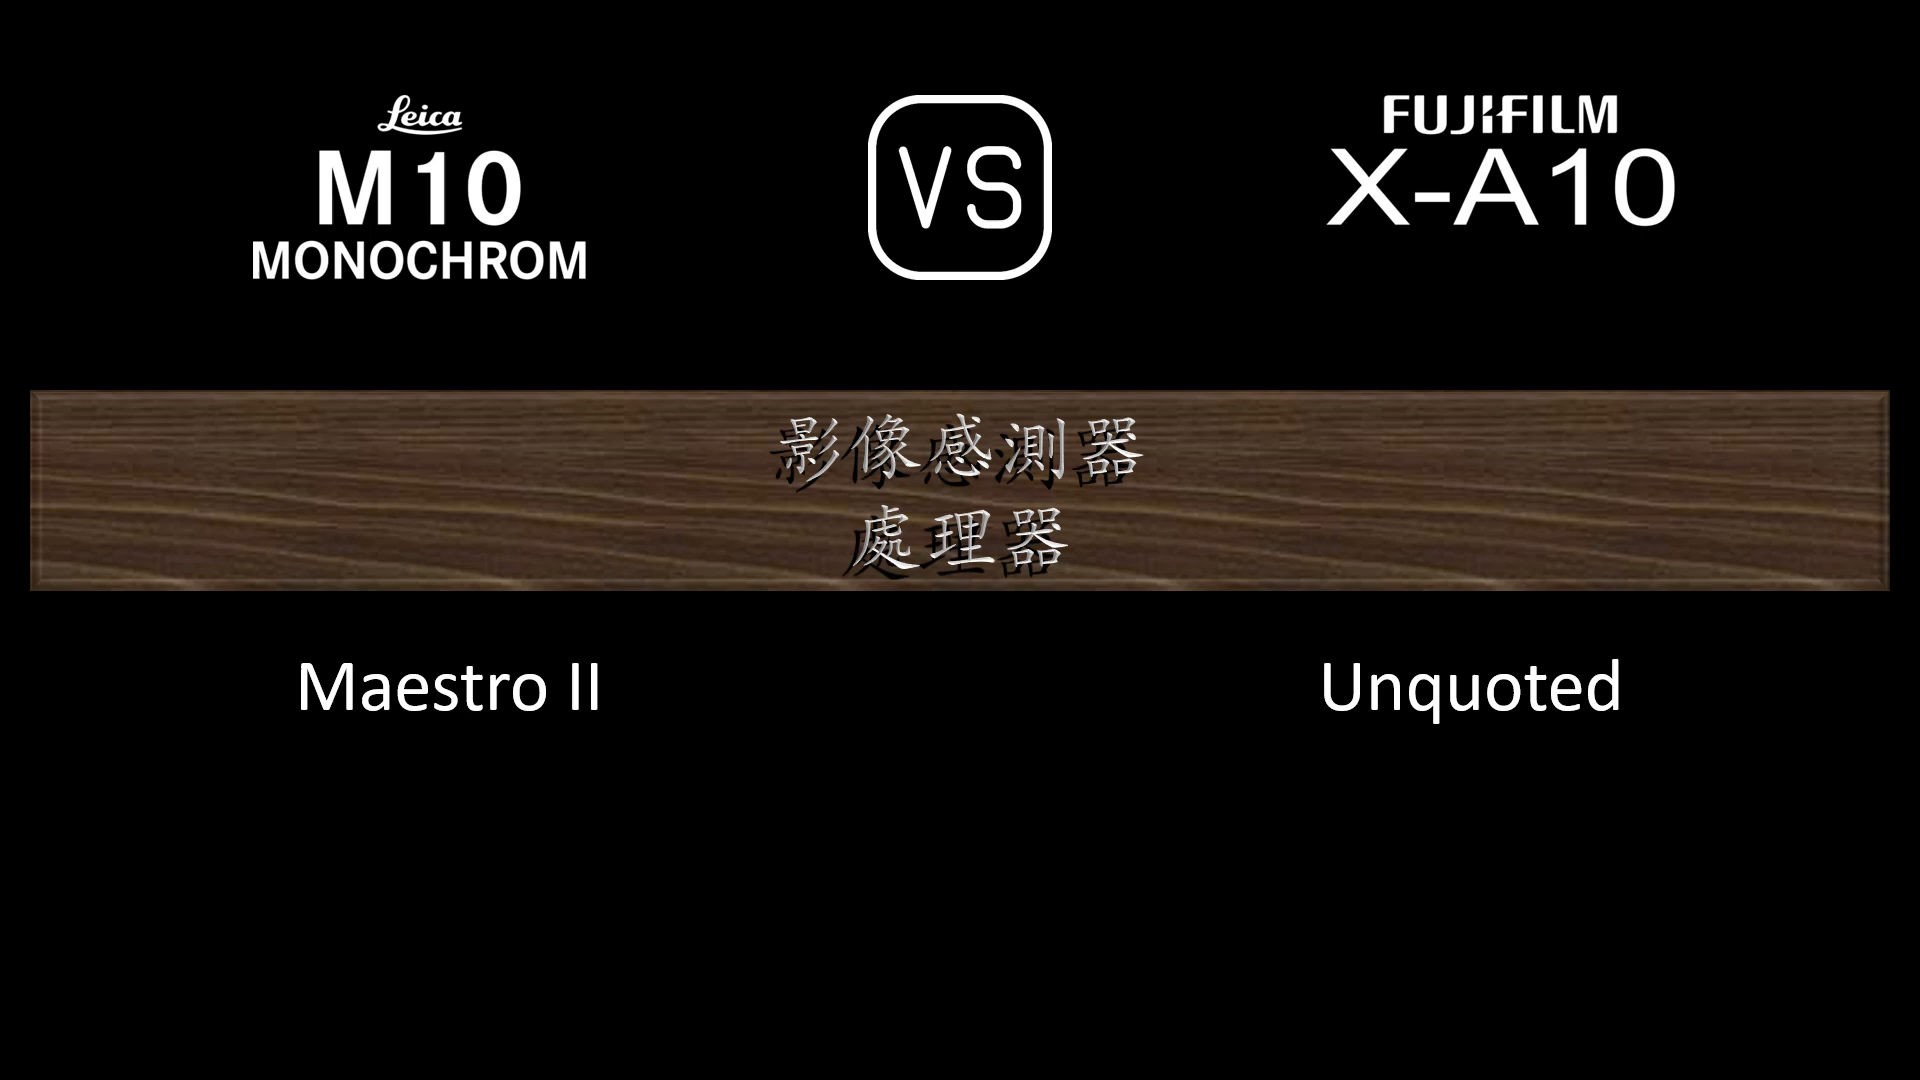 Leica
M10
MONOCHROM
VS
FUJIFILM
X-A10
影像感測器
處理器
Maestro II
Unquoted